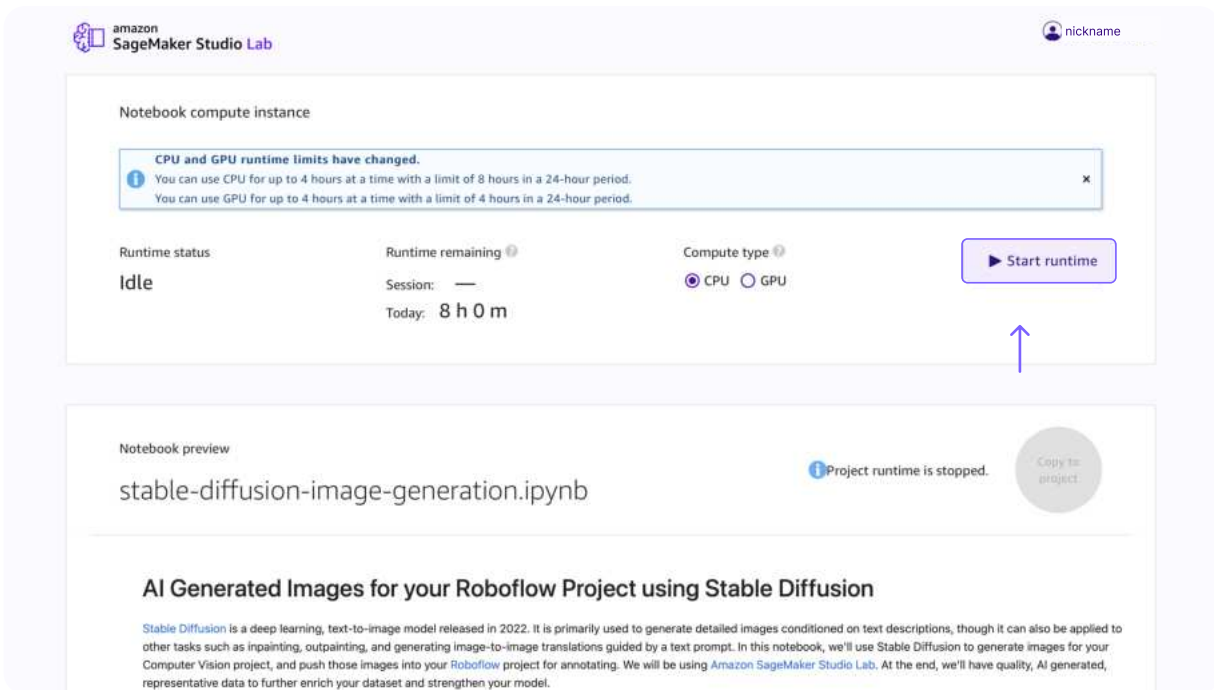 amazon
SageMaker Studio Lab
nickname
Notebook compute instance
CPU and GPU runtime limits have changed.
You can use CPU for up to 4 hours at a time with a limit of 8 hours in a 24-hour period.
You can use GPU for up to 4 hours at a time with a limit of 4 hours in a 24-hour period.
Runtime status
Idle
Runtime remaining
Session: —
Today: 8 h 0 m
Compute type
CPU GPU
Start runtime
Notebook preview
stable-diffusion-image-generation.ipynb
Project runtime is stopped.
Copy to
project
AI Generated Images for your Roboflow Project using Stable Diffusion
Stable Diffusion is a deep learning, text-to-image model released in 2022. It is primarily used to generate detailed images conditioned on text descriptions, though it can also be applied to
other tasks such as inpainting, outpainting, and generating image-to-image translations guided by a text prompt. In this notebook, we'll use Stable Diffusion to generate images for your
Computer Vision project, and push those images into your Roboflow project for annotating. We will be using Amazon SageMaker Studio Lab. At the end, we'll have quality, AI generated,
representative data to further enrich your dataset and strengthen your model.